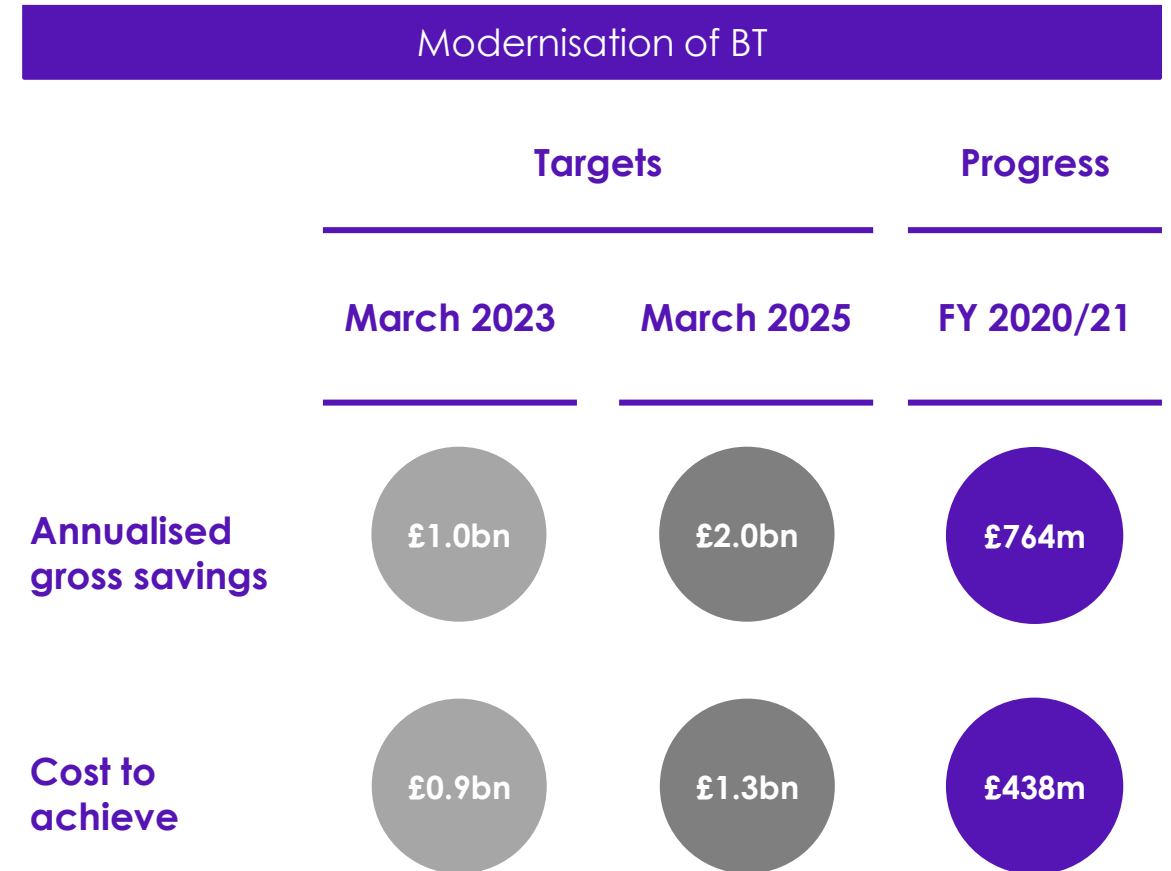 Modernisation of BT
Targets
Progress
March 2023
March 2025
FY 2020/21
Annualised
gross savings
£1.0bn
£2.0bn
£764m
Cost to
achieve
£0.9bn
£1.3bn
£438m